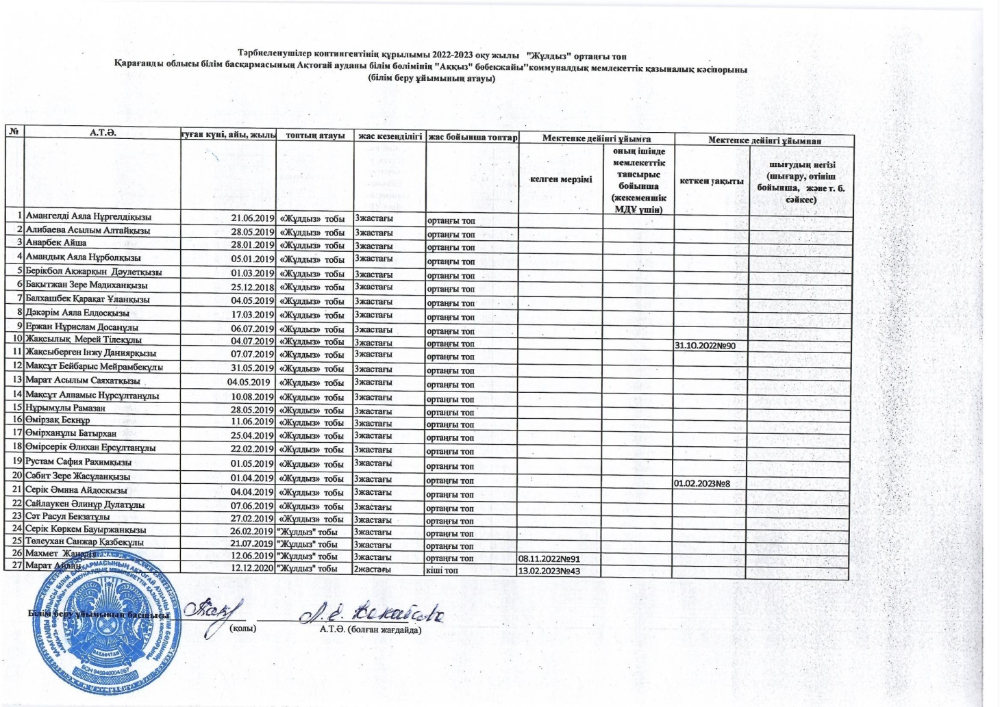 Тәрбиеленушілер контингентінің құрылымы 2022-2023 оқу жылы "Жұлдыз" ортаңғы топ
Қарағанды облысы білім басқармасының Ақтоғай ауданы білім бөлімінің "Аққыз" бөбекжайы"коммуналдық мемлекеттік қазыналық кәсіпорыны
(білім беру ұйымының атауы)
№ А.Т.Ә. туған күні, айы, жылы топтың атауы жас кезеңділігі жас бойынша топтар Мектепке дейінгі ұйымға Мектепке дейінгі ұйымнан
келген мерзімі оның ішінде мемлекеттік тапсырыс бойынша (жекеменшік МДҰ үшін) кеткен уақыты шығудың негізі (шығару, өтініш бойынша, және т. б. сәйкес)
1 Амангелді Аяла Нұргелдіқызы 21.06.2019 «Жұлдыз» тобы 3жастағы ортаңғы топ
2 Алибаева Асылым Алтайқызы 28.05.2019 «Жұлдыз» тобы 3жастағы ортаңғы топ
3 Анарбек Айша 28.01.2019 «Жұлдыз» тобы 3жастағы ортаңғы топ
4 Амандық Аяла Нұрболқызы 05.01.2019 «Жұлдыз» тобы 3жастағы ортаңғы топ
5 Берікбол Ақжарқын Дәулетқызы 01.03.2019 «Жұлдыз» тобы 3жастағы ортаңғы топ
6 Бақытжан Зере Мадиханқызы 25.12.2018 «Жұлдыз» тобы 3жастағы ортаңғы топ
7 Балхашбек Қарақат Ұланқызы 04.05.2019 «Жұлдыз» тобы 3жастағы ортаңғы топ
8 Дәкәрім Аяла Елдосқызы 17.03.2019 «Жұлдыз» тобы 3жастағы ортаңғы топ
9 Ержан Нұрислам Досанұлы 06.07.2019 «Жұлдыз» тобы 3жастағы ортаңғы топ
10 Жақсылық Мерей Тілекұлы 04.07.2019 «Жұлдыз» тобы 3жастағы ортаңғы топ 31.10.2022№90
11 Жақсыберген Інжу Даниярқызы 07.07.2019 «Жұлдыз» тобы 3жастағы ортаңғы топ
12 Мақсұт Бейбарыс Мейрамбекұлы 31.05.2019 «Жұлдыз» тобы 3жастағы ортаңғы топ
13 Марат Асылым Саяхатқызы 04.05.2019 «Жұлдыз» тобы 3жастағы ортаңғы топ
14 Мақсұт Алпамыс Нұрсұлтанұлы 10.08.2019 «Жұлдыз» тобы 3жастағы ортаңғы топ
15 Нұрымұлы Рамазан 28.05.2019 «Жұлдыз» тобы 3жастағы ортаңғы топ
16 Өмірзақ Бекнұр 11.06.2019 «Жұлдыз» тобы 3жастағы ортаңғы топ
17 Өмірханұлы Батырхан 25.04.2019 «Жұлдыз» тобы 3жастағы ортаңғы топ
18 Өмірсерік Әлихан Ерсұлтанұлы 22.02.2019 «Жұлдыз» тобы 3жастағы ортаңғы топ
19 Рустам Сафия Рахимқызы 01.05.2019 «Жұлдыз» тобы 3жастағы ортаңғы топ
20 Сәбит Зере Жасұланқызы 01.04.2019 «Жұлдыз» тобы 3жастағы ортаңғы топ 01.02.2023№8
21 Серік Әмина Айдосқызы 04.04.2019 «Жұлдыз» тобы 3жастағы ортаңғы топ
22 Сайлаукен Әлинұр Дулатұлы 07.06.2019 «Жұлдыз» тобы 3жастағы ортаңғы топ
23 Сәт Расул Бекзатұлы 27.02.2019 «Жұлдыз» тобы 3жастағы ортаңғы топ
24 Серік Көркем Бауыржанқызы 26.02.2019 "Жұлдыз" тобы 3жастағы ортаңғы топ
25 Төлеухан Санжар Қазбекұлы 21.07.2019 "Жұлдыз" тобы 3жастағы ортаңғы топ
26 Махмет 12.06.2019 "Жұлдыз" тобы 3жастағы ортаңғы топ 08.11.2022№91
27 Марат 12.12.2020 "Жұлдыз" тобы 2жастағы кіші топ 13.02.2023№43
Білім беру ұйымының басшысы
(қолы) А.Т.Ә. (болған жағдайда)
ҚАЗАҚСТАН